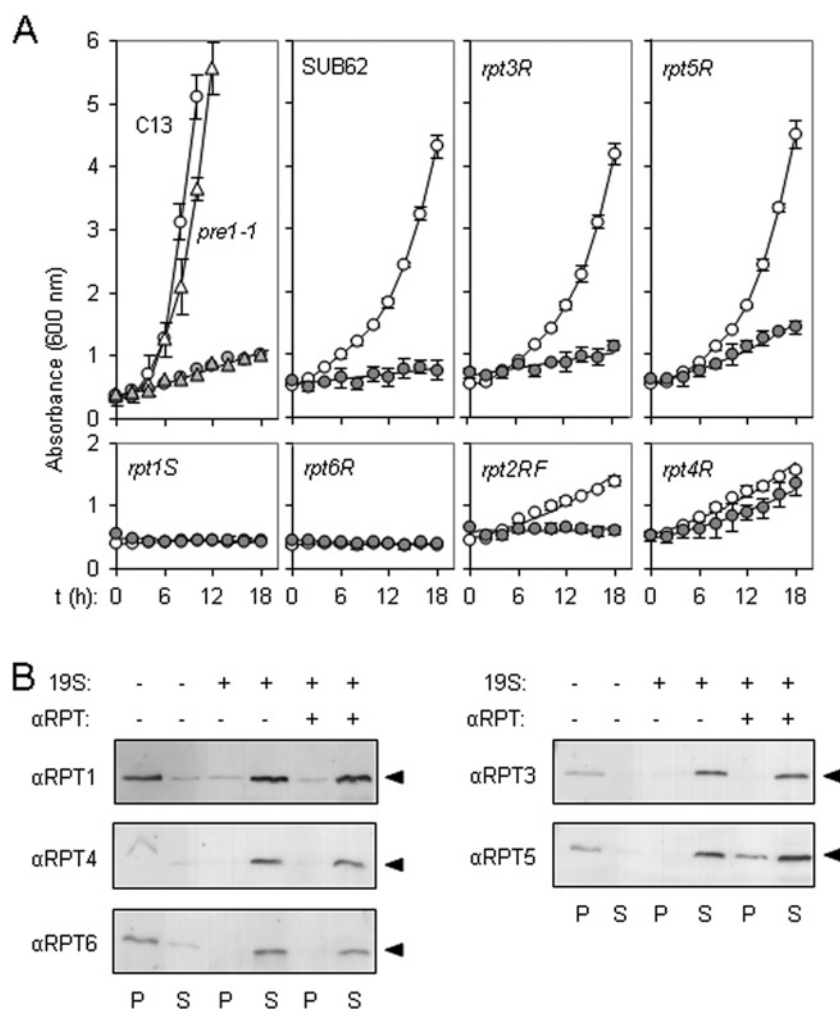 A
6
5
4
3
2
1
0
Absorbance (600 nm)
C13
pre1-1
SUB62
rpt3R
rpt5R
2
1
0
rpt1S
rpt6R
rpt2RF
rpt4R
t (h): 0 6 12 18 0 6 12 18 0 6 12 18 0 6 12 18
B
19S: - - + + + +
αRPT: - - - - + +
αRPT1
αRPT4
αRPT6
P S P S P S
19S: - - + + + +
αRPT: - - - - + +
αRPT3
αRPT5
P S P S P S